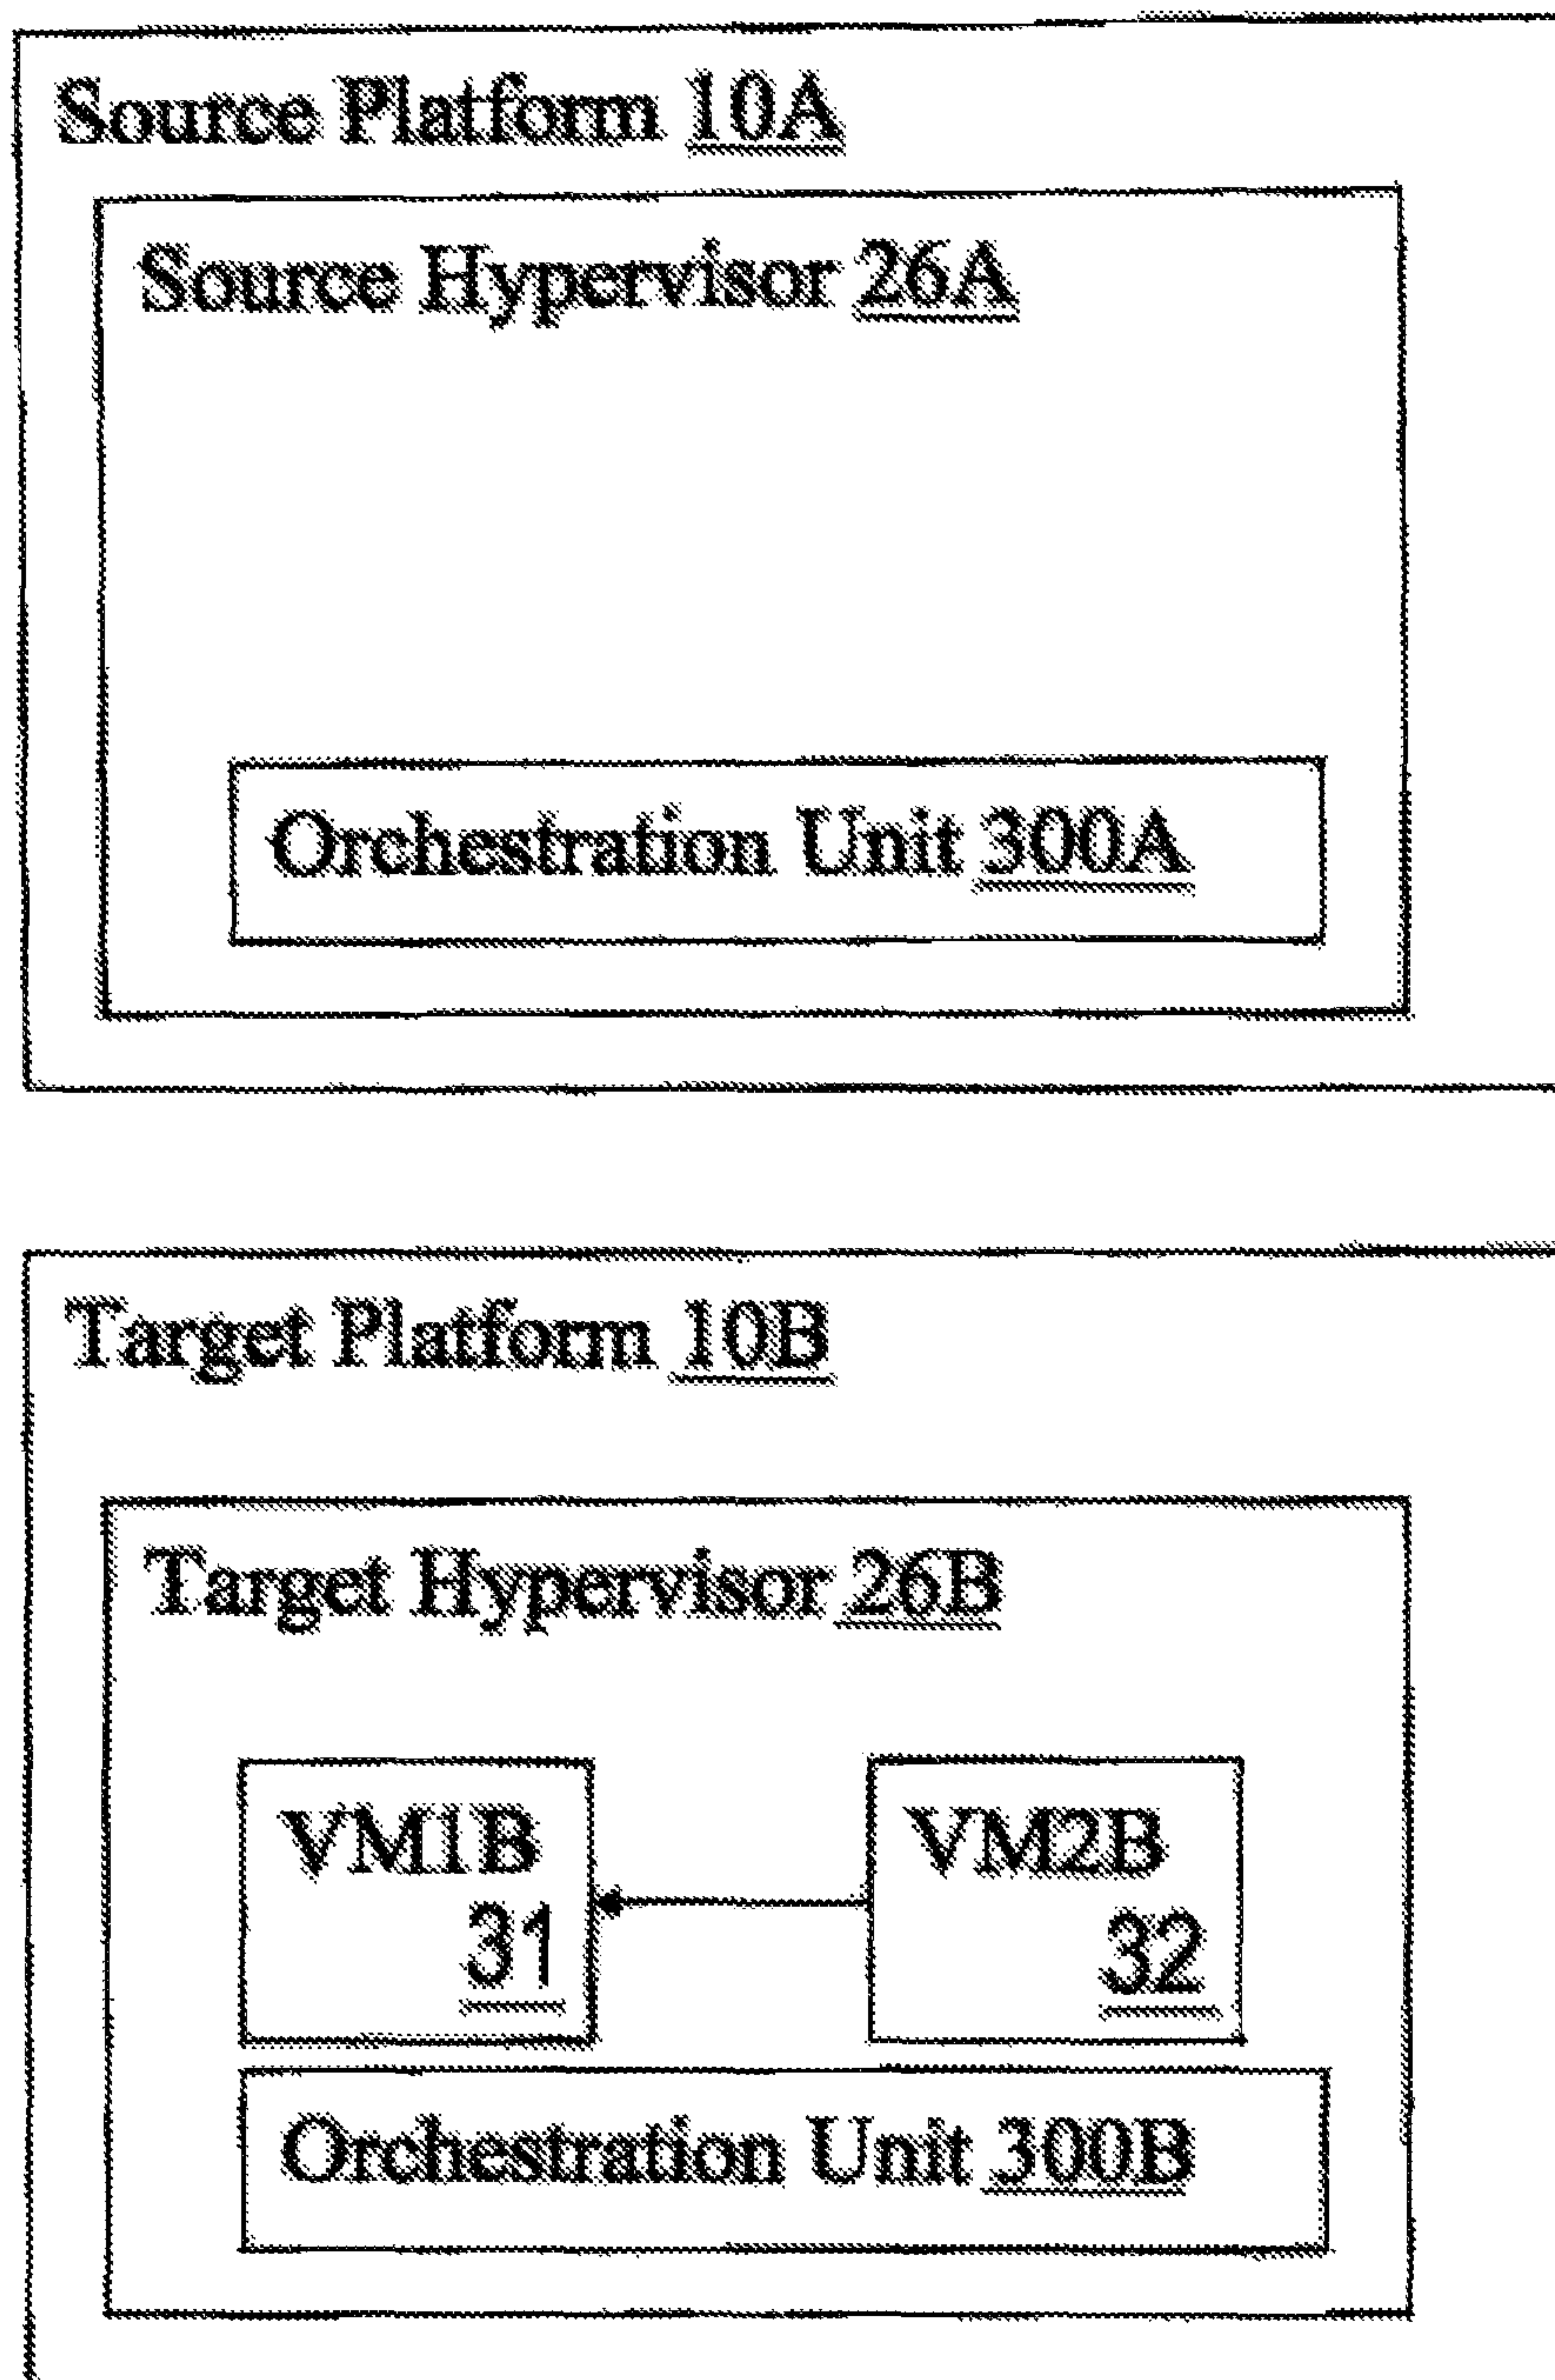 Source Platform 10A
Source Hypervisor 26A
Orchestration Unit 300A
Target Platform 10B
Target Hypervisor 26B
VM1B
31
VM2B
32
Orchestration Unit 300B